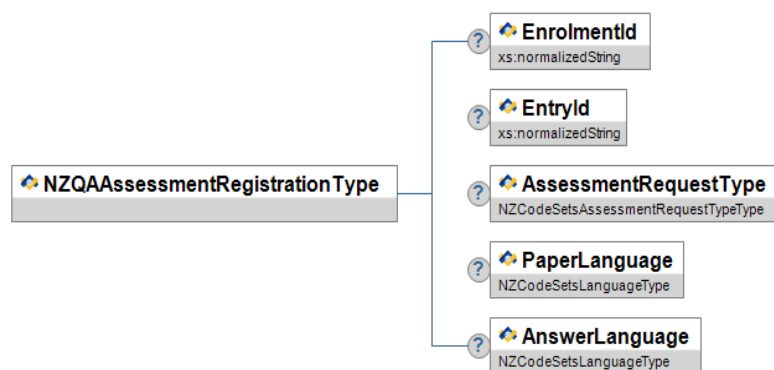 ? EnrolmentId
xs:normalizedString
? EntryId
xs:normalizedString
NZQAAssessmentRegistrationType
? AssessmentRequestType
NZCodeSetsAssessmentRequestTypeType
? PaperLanguage
NZCodeSetsLanguageType
? AnswerLanguage
NZCodeSetsLanguageType